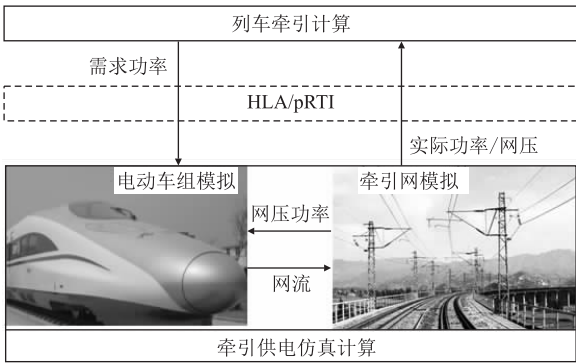 列车牵引计算
需求功率
HLA/pRTI
实际功率/网压
电动车组模拟
牵引网模拟
网压功率
网流
牵引供电仿真计算